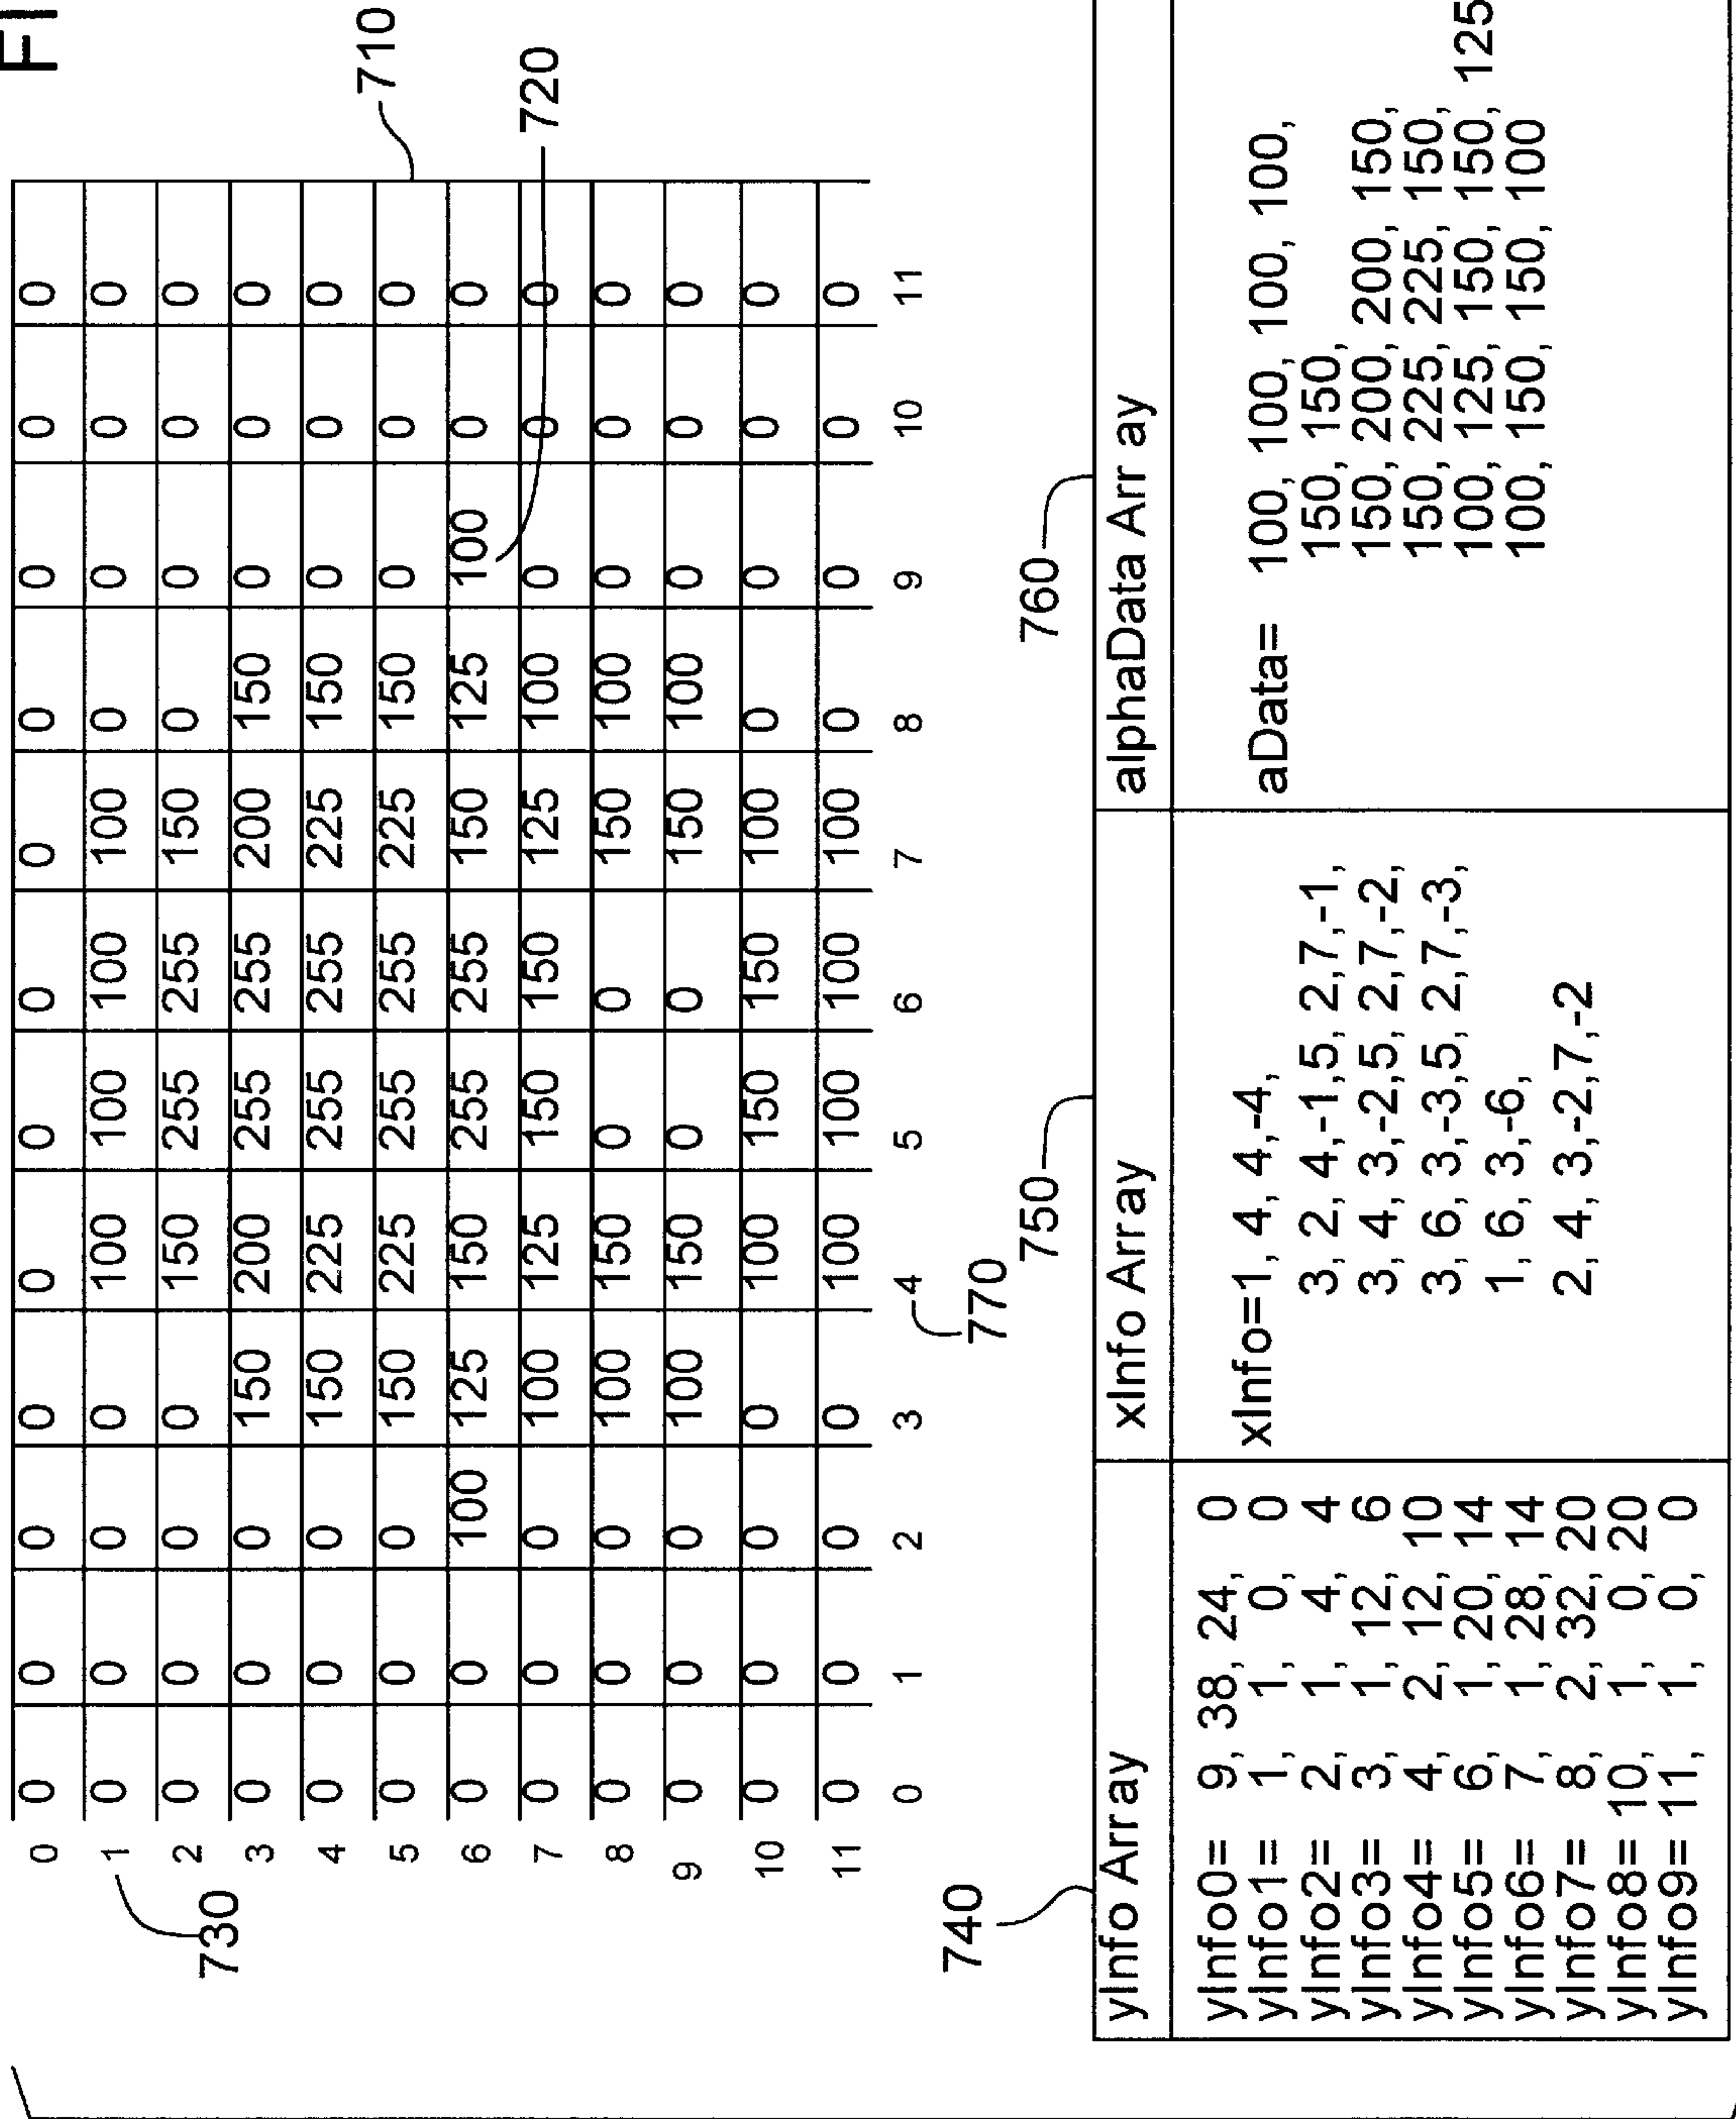 FI
0 0 0 0 0 0 0 0 0 0 0 0 0
730
1 0 0 0 0 100 100 100 100 0 0 0 0
2 0 0 0 0 150 255 255 150 0 0 0 0
3 0 0 0 150 200 255 255 200 150 0 0 0
4 0 0 0 150 225 255 255 225 150 0 0 0
5 0 0 0 150 225 255 255 225 150 0 0 0
710
6 0 0 100 125 150 255 255 150 125 100 0 0
7 0 0 0 100 125 150 150 125 100 0 0 0
720
8 0 0 0 100 150 0 0 150 100 0 0 0
9 0 0 0 100 150 0 0 150 100 0 0 0
10 0 0 0 0 100 150 150 100 0 0 0 0
11 0 0 0 0 100 100 100 100 0 0 0 0
0 1 2 3 4 5 6 7 8 9 10 11
770
740
750
760
yInfo Array
yInfo0= 9, 38, 24, 0
yInfo1= 1, 1, 0, 0
yInfo2= 2, 1, 4, 4
yInfo3= 3, 1, 12, 6
yInfo4= 4, 2, 12, 10
yInfo5= 6, 1, 20, 14
yInfo6= 7, 1, 28, 14
yInfo7= 8, 2, 32, 20
yInfo8= 10, 1, 0, 20
yInfo9= 11, 1, 0, 0
xInfo Array
xInfo=1, 4, 4,-4,
3, 2, 4,-1,5, 2,7,-1,
3, 4, 3,-2,5, 2,7,-2,
3, 6, 3,-3,5, 2,7,-3,
1, 6, 3,-6,
2, 4, 3,-2,7,-2
alphaData Arr ay
aData= 100, 100, 100, 100, 100, 100,
150, 150,
150, 200, 200, 200, 150,
150, 225, 225, 225, 150,
100, 125, 150, 150, 150, 125
100, 150, 150, 150, 100